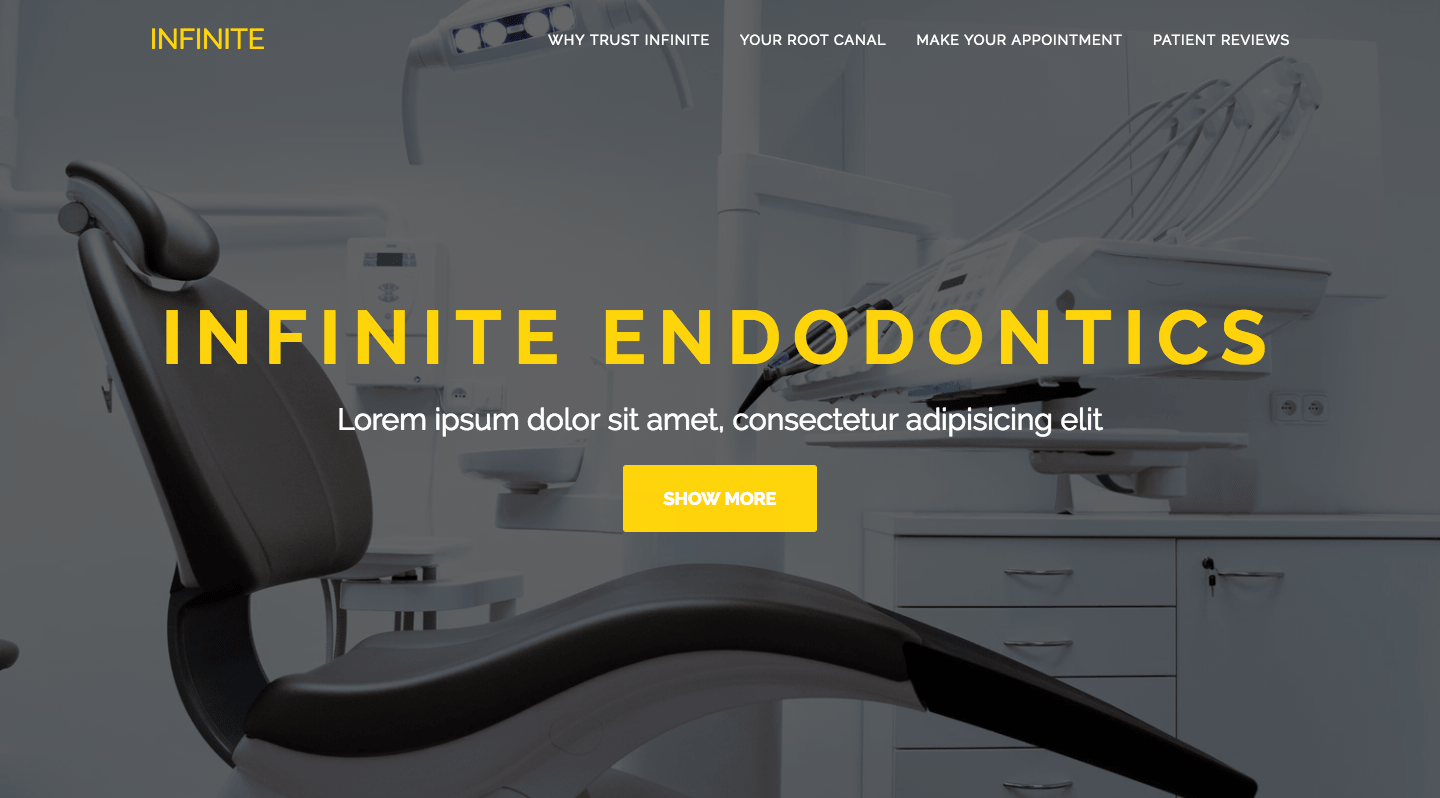 INFINITE
WHY TRUST INFINITE YOUR ROOT CANAL MAKE YOUR APPOINTMENT PATIENT REVIEWS
INFINITE ENDODONTICS
Lorem ipsum dolor sit amet, consectetur adipisicing elit
SHOW MORE